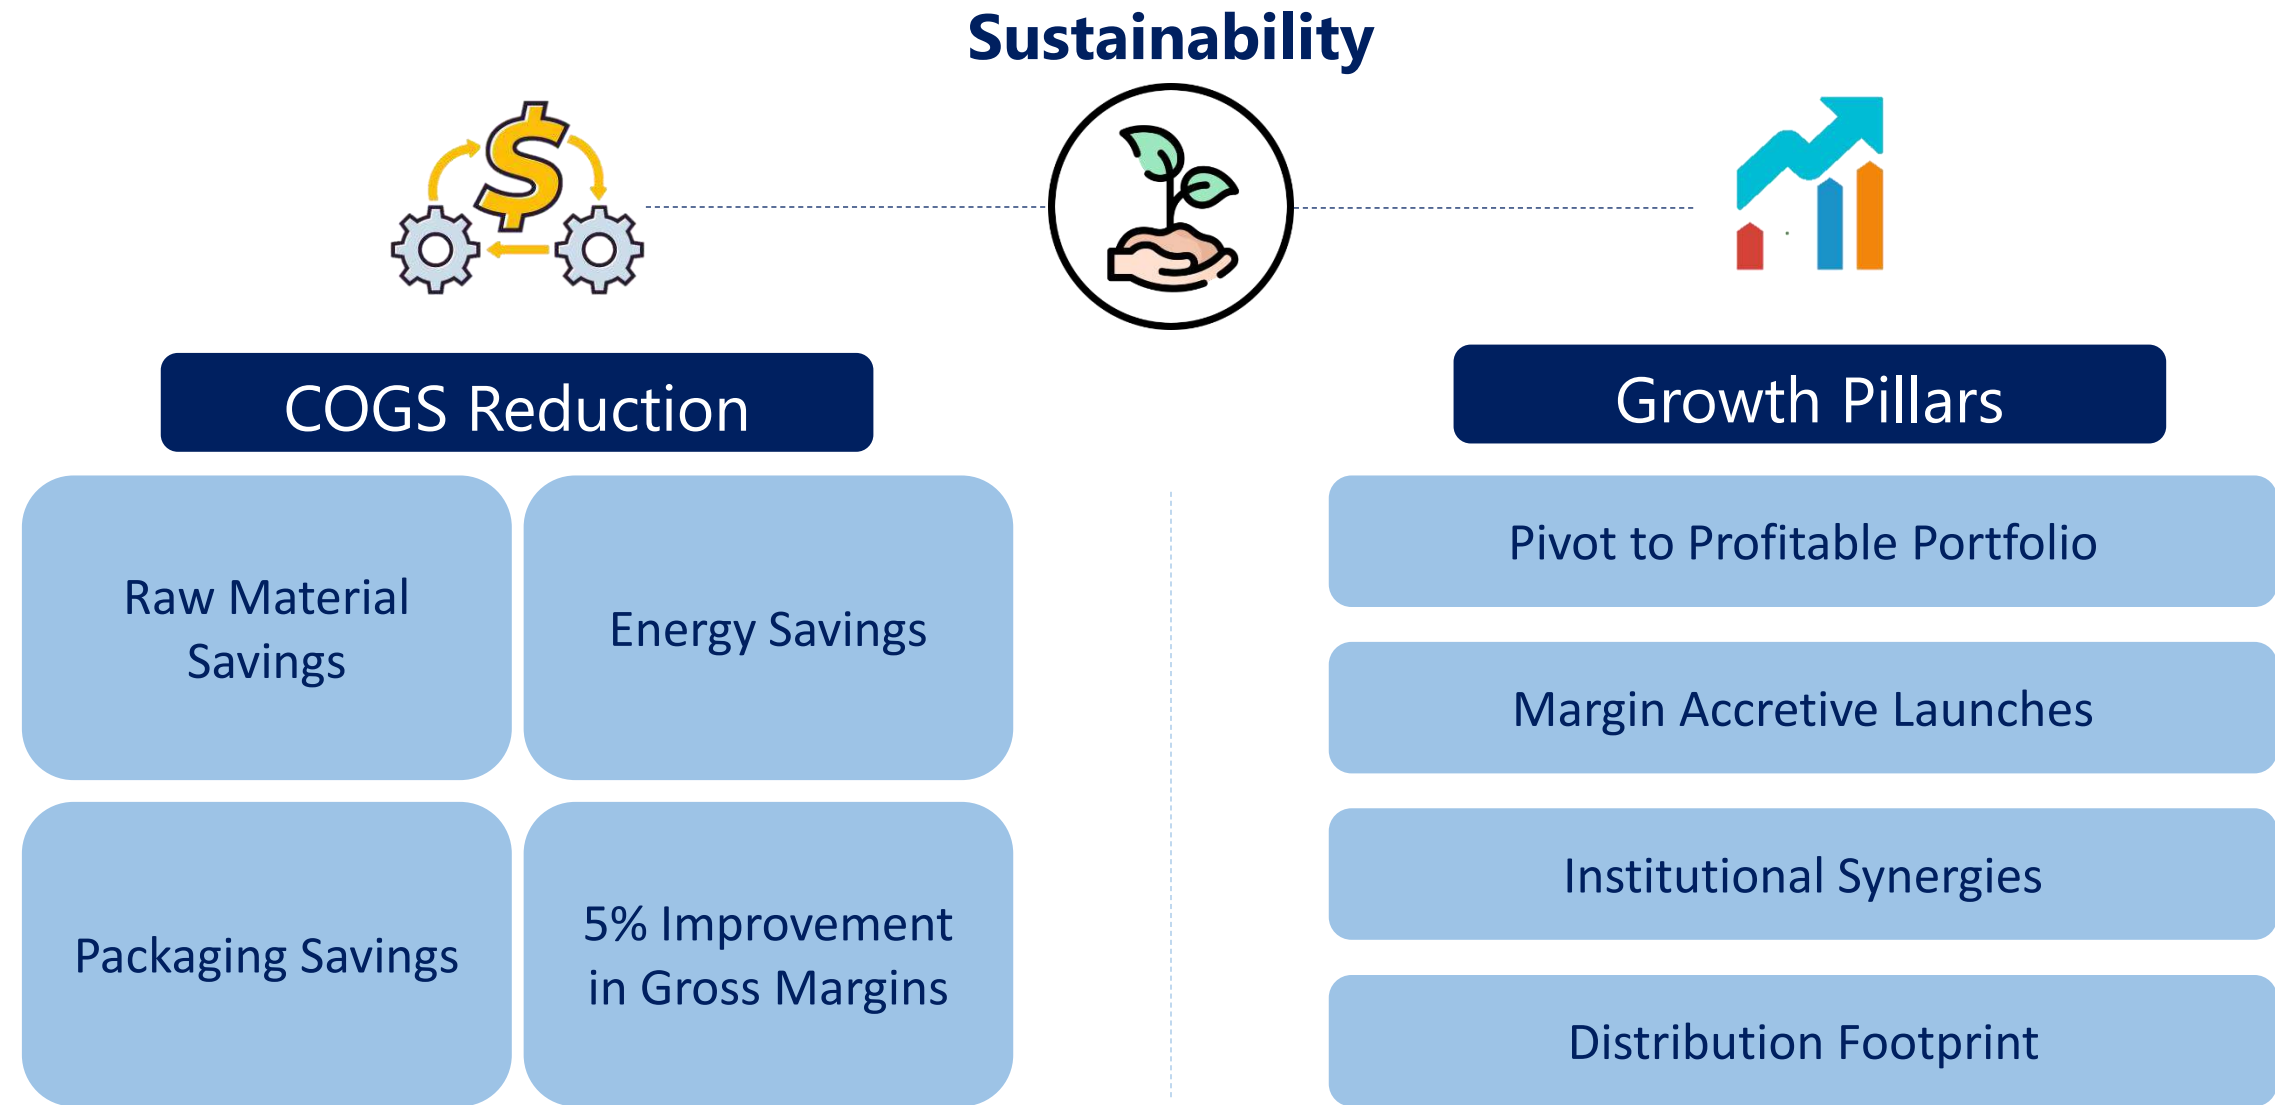 Sustainability
COGS Reduction
Raw Material
Savings
Energy Savings
Packaging Savings
5% Improvement
in Gross Margins
Growth Pillars
Pivot to Profitable Portfolio
Margin Accretive Launches
Institutional Synergies
Distribution Footprint